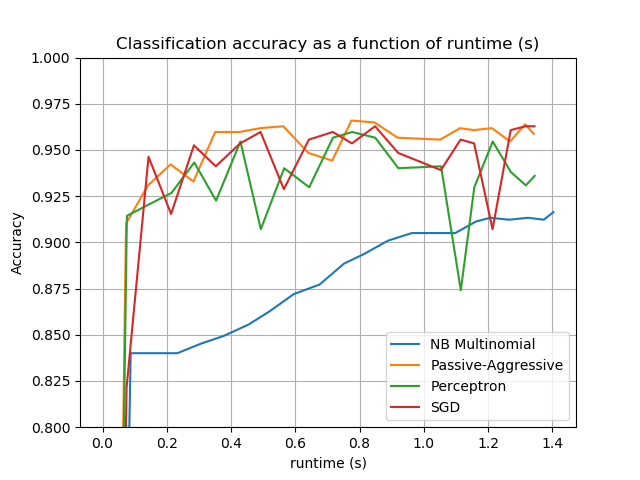 Classification accuracy as a function of runtime (s)
1.000
0.975
0.950
0.925
0.900
0.875
0.850
0.825
0.800
Accuracy
NB Multinomial
Passive-Aggressive
Perceptron
SGD
0.0 0.2 0.4 0.6 0.8 1.0 1.2 1.4
runtime (s)